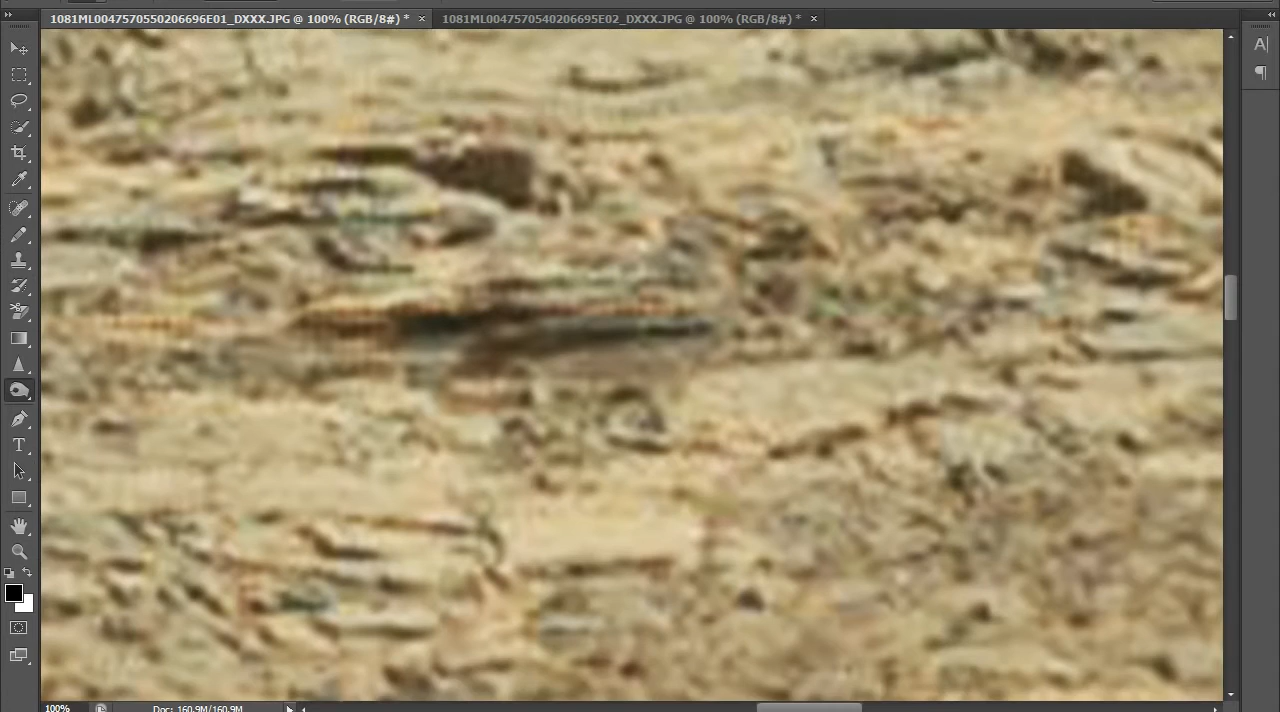 1081ML0047570550206696E01_DXXX.JPG @ 100% (RGB/8#) * × 1081ML0047570540206695E02_DXXX.JPG @ 100% (RGB/8#) * ×
A
T
100% Doc: 160.9M/160.9M